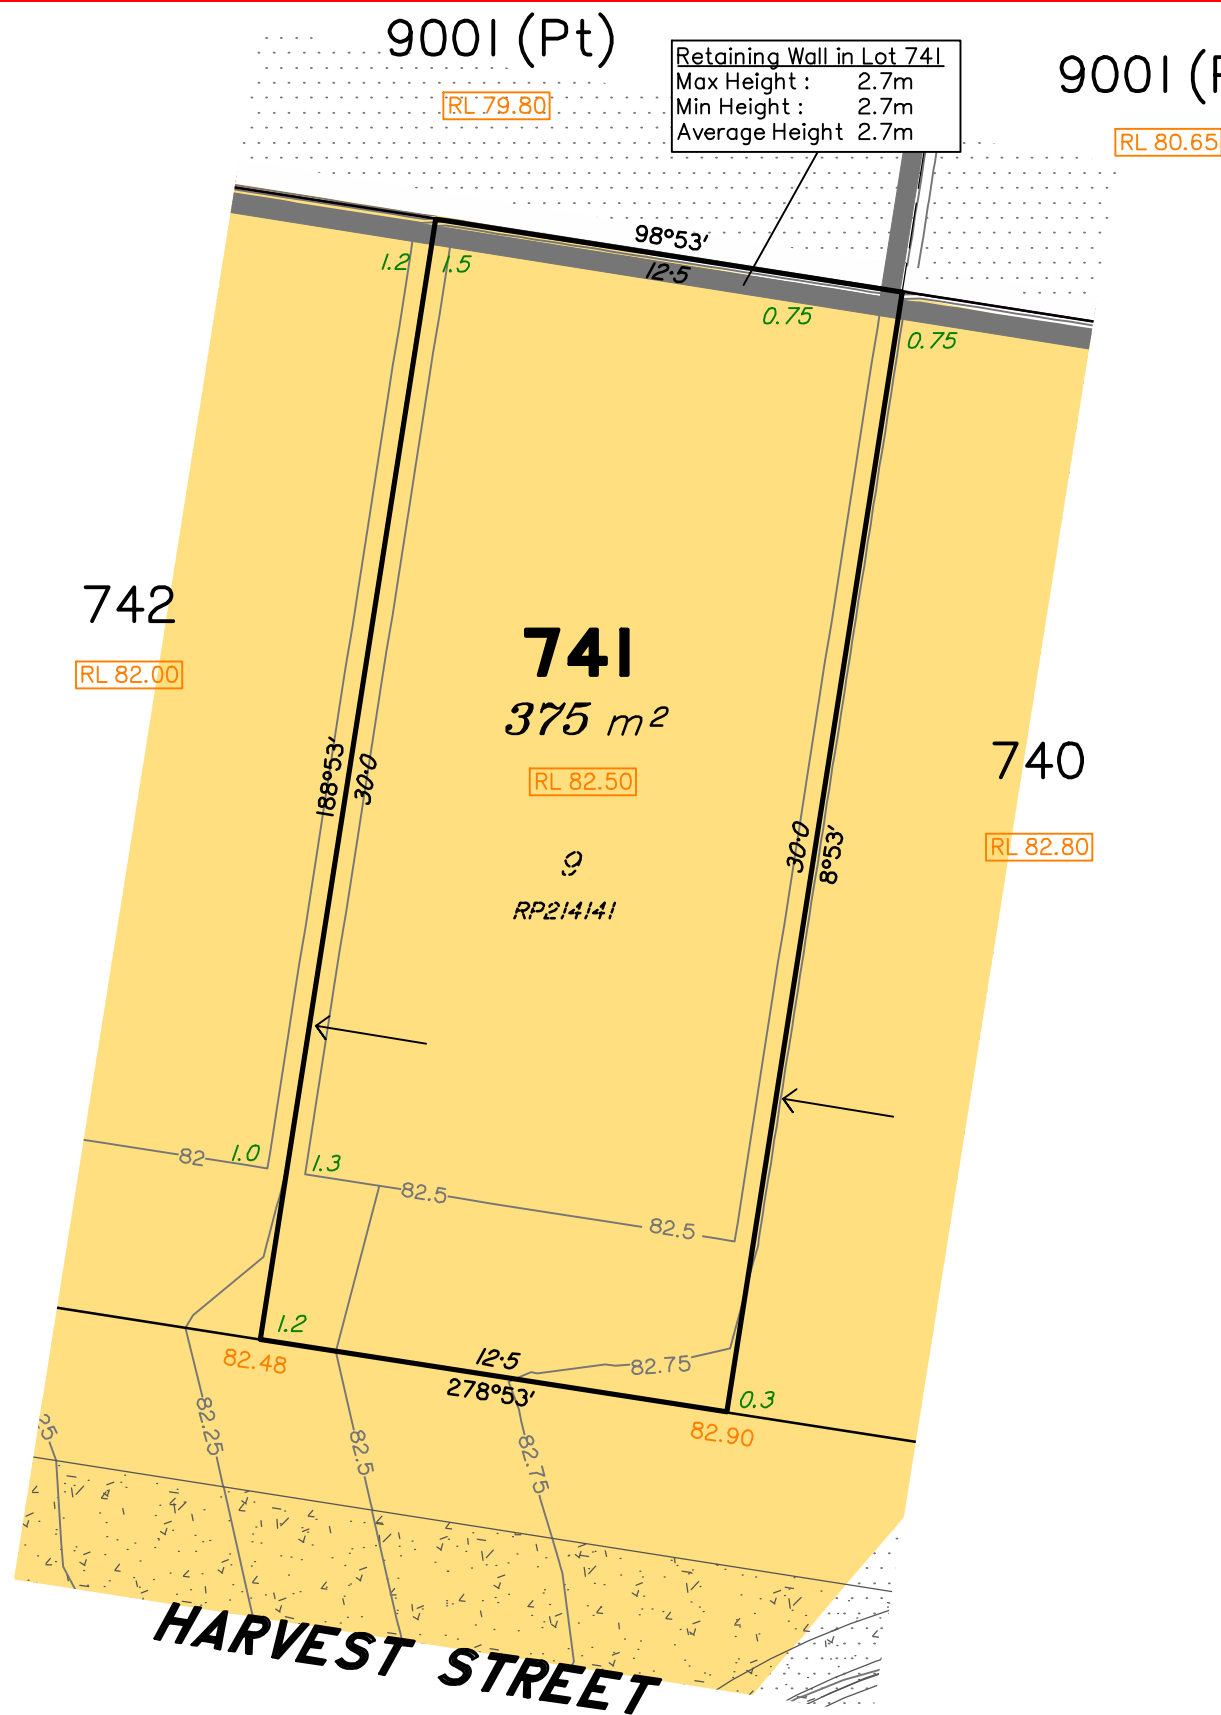 9001 (Pt)
RL 79.80
Retaining Wall in Lot 741
Max Height : 2.7m
Min Height : 2.7m
Average Height 2.7m
RL 80.65
98°53'
12·5
1.2
1.5
0.75
0.75
742
RL 82.00
741
375 m²
RL 82.50
740
RL 82.80
188°53'
30·0
30·0
8°53'
9
RP214141
82
1.0
1.3
82.5
82.5
1.2
82.48
12·5
278°53'
82.75
0.3
82.90
25
82.25
82.5
82.75
HARVEST STREET